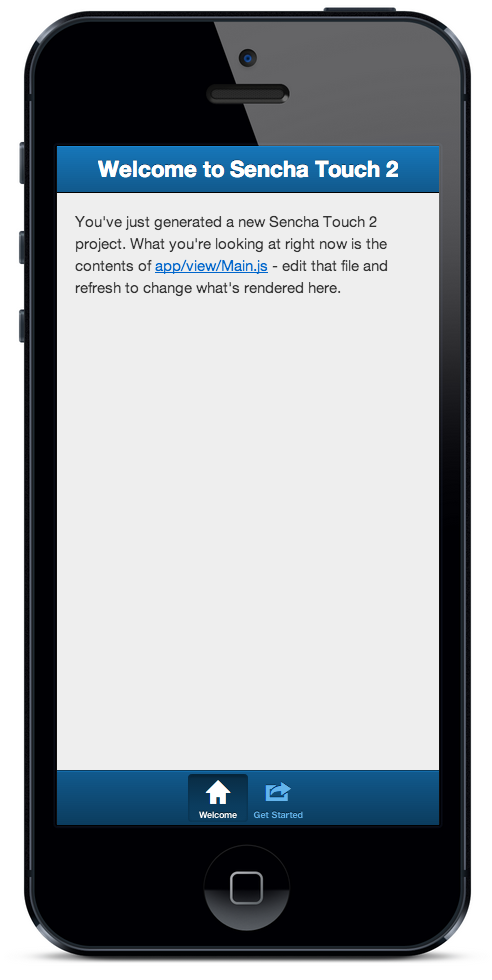 Welcome to Sencha Touch 2
You've just generated a new Sencha Touch 2
project. What you're looking at right now is the
contents of app/view/Main.js - edit that file and
refresh to change what's rendered here.
Welcome
Get Started